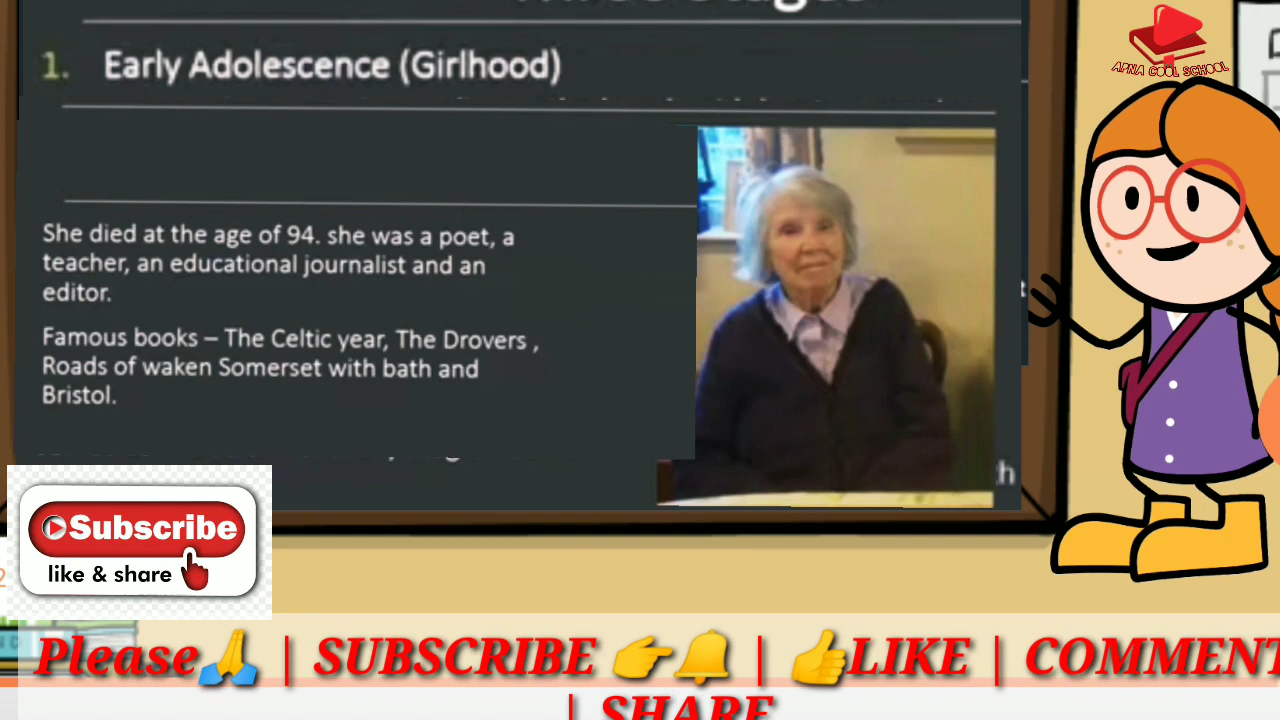 APNA COOL SCHOOL
1. Early Adolescence (Girlhood)
She died at the age of 94. she was a poet, a
teacher, an educational journalist and an
editor.
Famous books – The Celtic year, The Drovers ,
Roads of waken Somerset with bath and
Bristol.
Subscribe
like & share
Please🙏 | SUBSCRIBE 👉🔔 | 👍LIKE | COMMENT
| SHARE